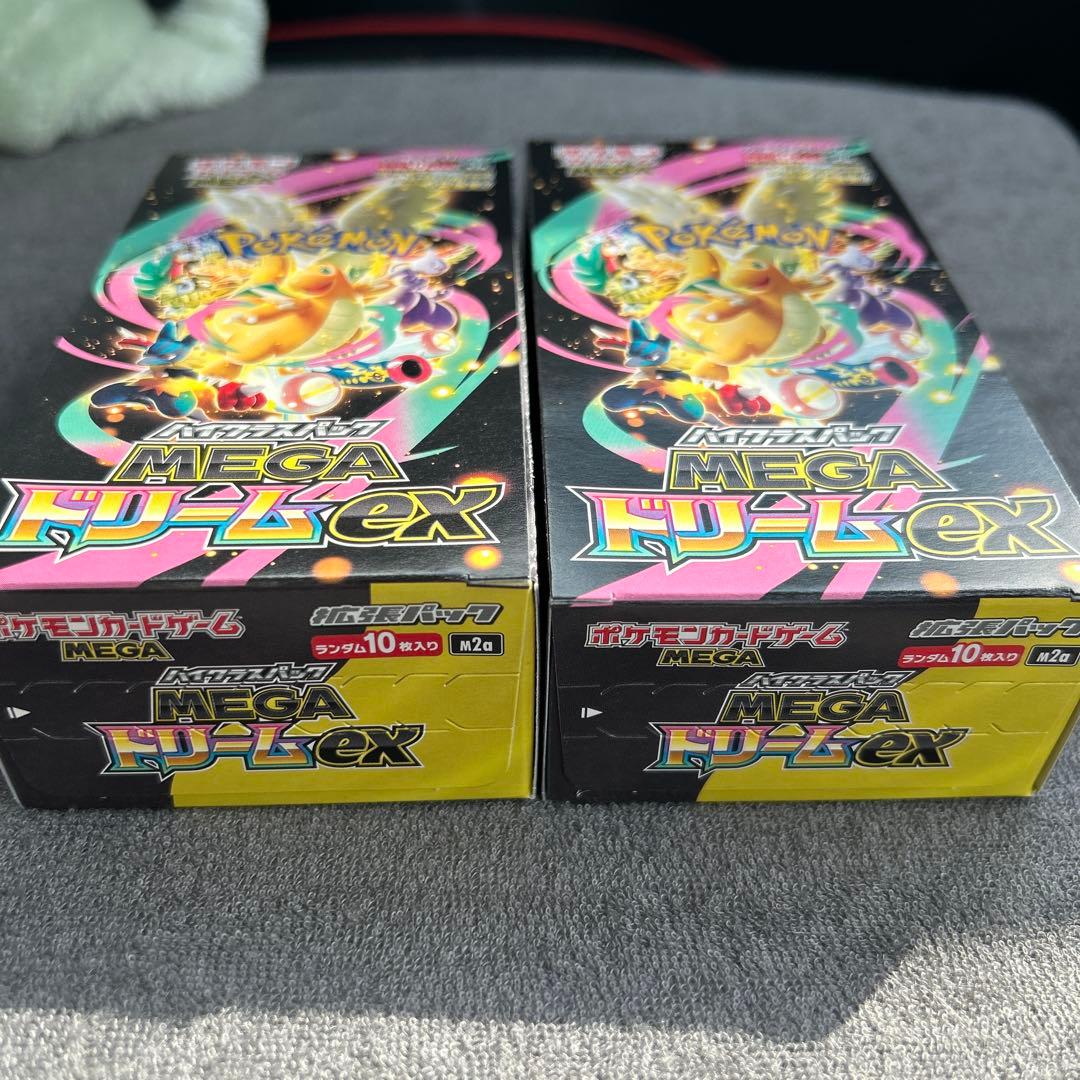 POKÉMON
ハイクラスパック
MEGA
ドリームex
ポケモンカードゲーム
MEGA
拡張パック
ランダム10枚入り
M2a
ハイクラスパック
MEGA
ドリームex
POKÉMON
ハイクラスパック
MEGA
ドリームex
ポケモンカードゲーム
MEGA
拡張パック
ランダム10枚入り
M2a
ハイクラスパック
MEGA
ドリームex